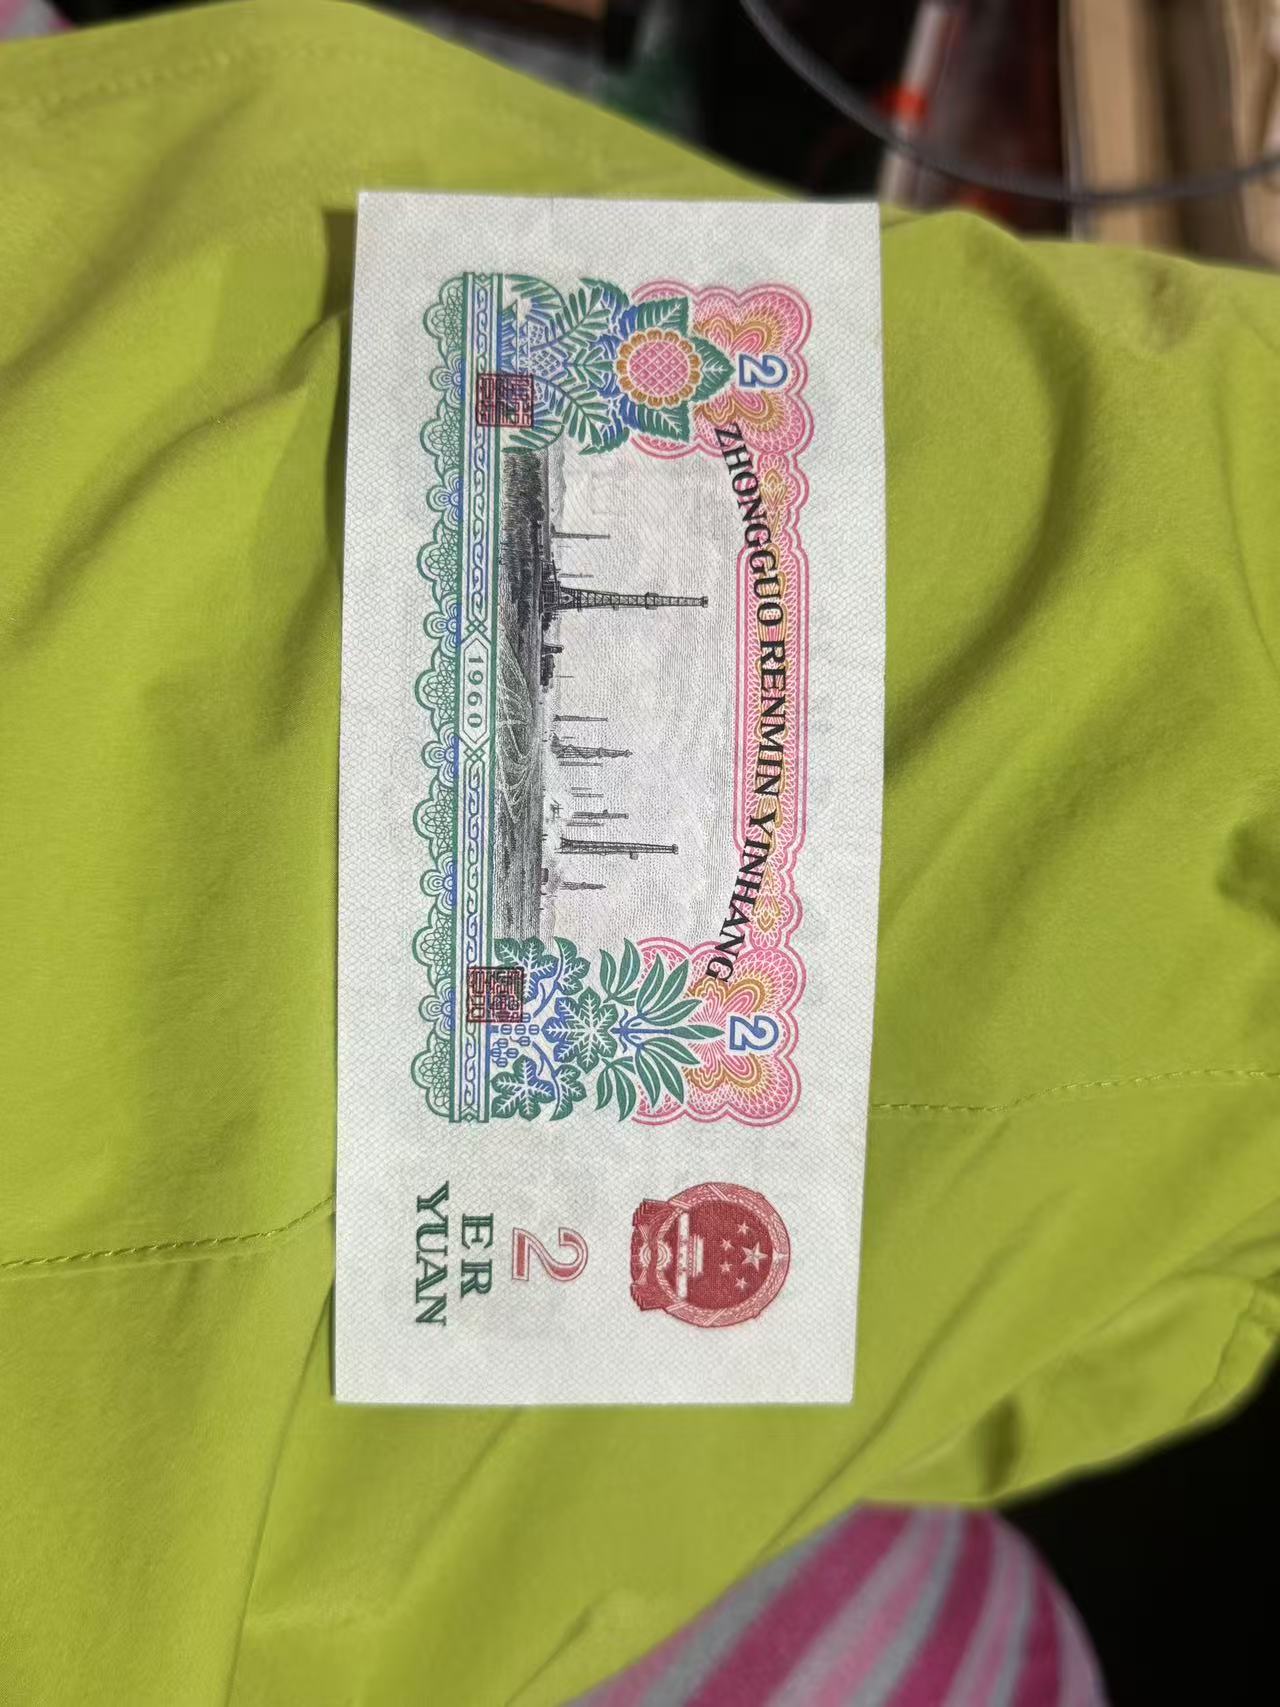 ZHONGGUO RENMIN YINHANG
2
2
1960
2
ER
YUAN